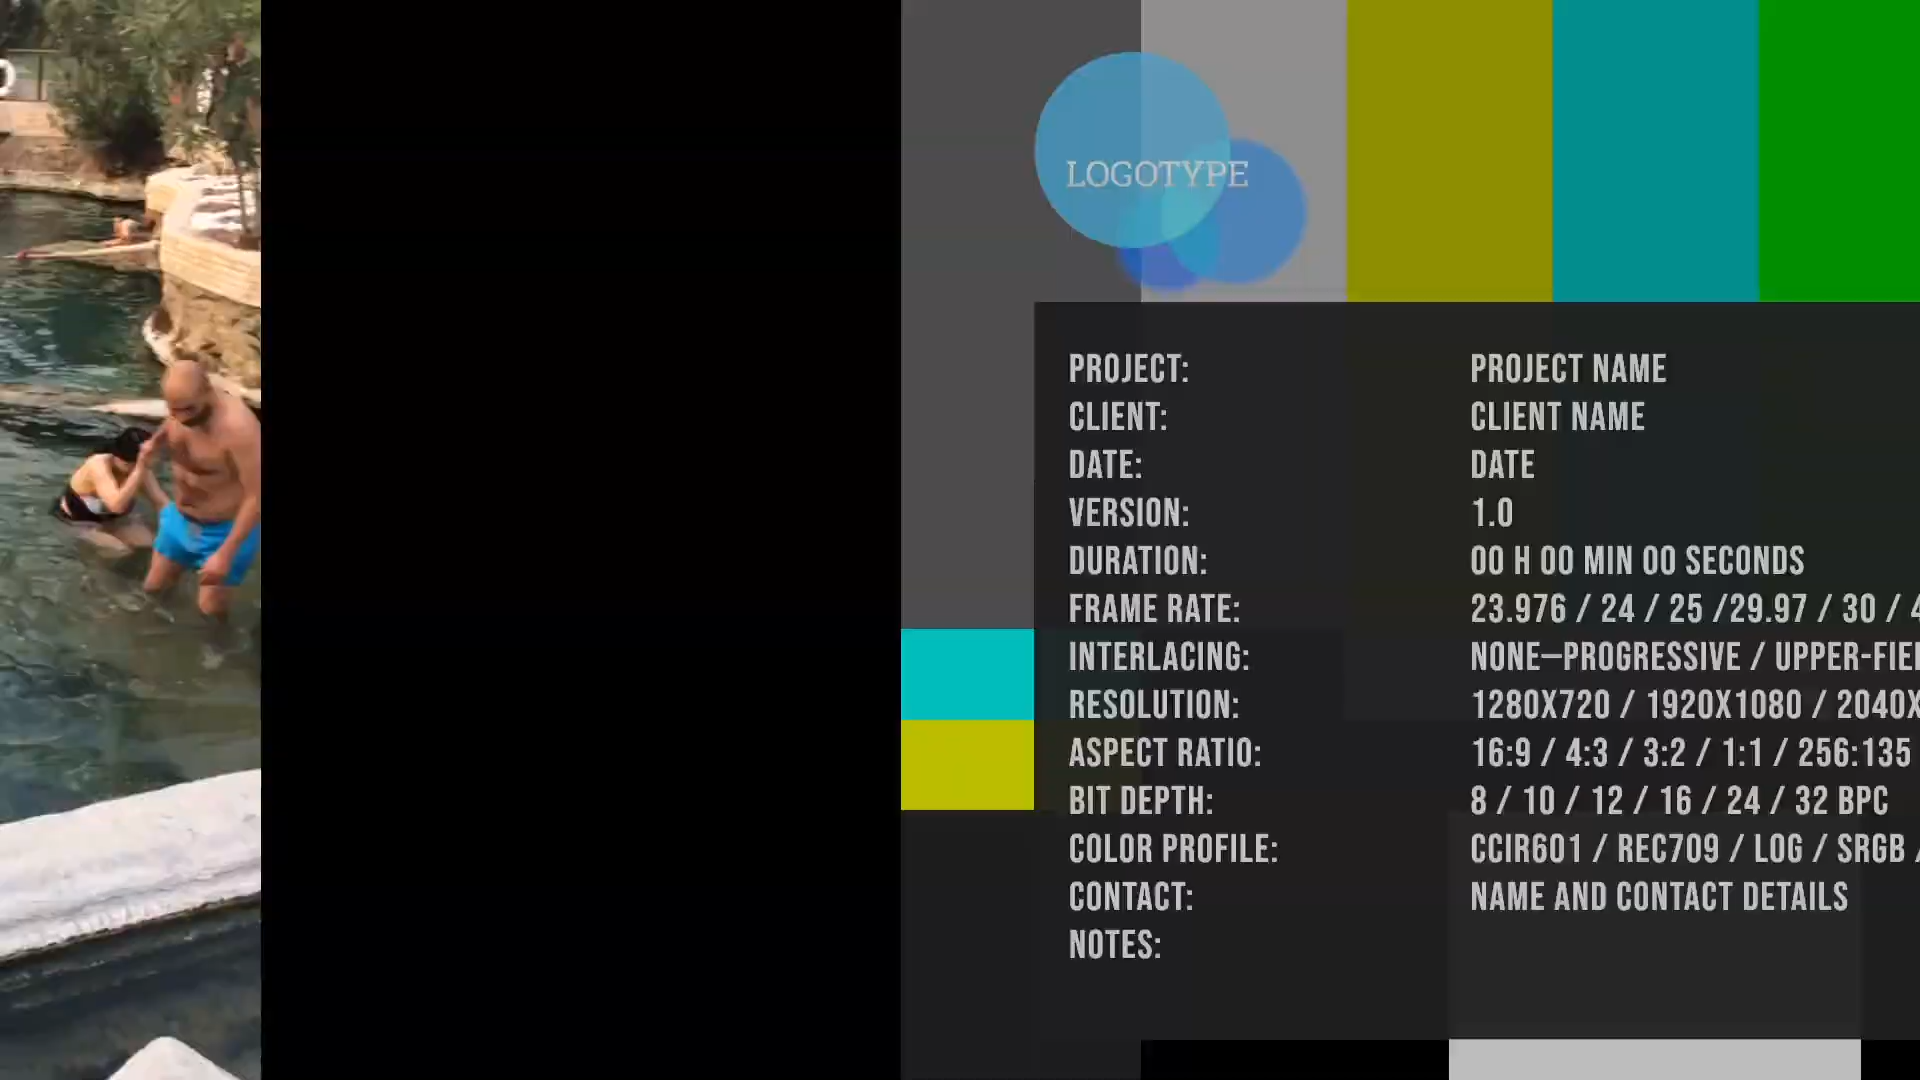 LOGOTYPE
PROJECT: PROJECT NAME
CLIENT: CLIENT NAME
DATE: DATE
VERSION: 1.0
DURATION: 00 H 00 MIN 00 SECONDS
FRAME RATE: 23.976 / 24 / 25 /29.97 / 30 /
INTERLACING: NONE–PROGRESSIVE /
RESOLUTION: 1280X720 / 1920X1080 /
ASPECT RATIO: 16:9 / 4:3 / 3:2 / 1:1 / 256:135
BIT DEPTH: 8 / 10 / 12 / 16 / 24 / 32 BPC
COLOR PROFILE: CCIR601 / REC709 / LOG / SRGB /
CONTACT: NAME AND CONTACT DETAILS
NOTES: